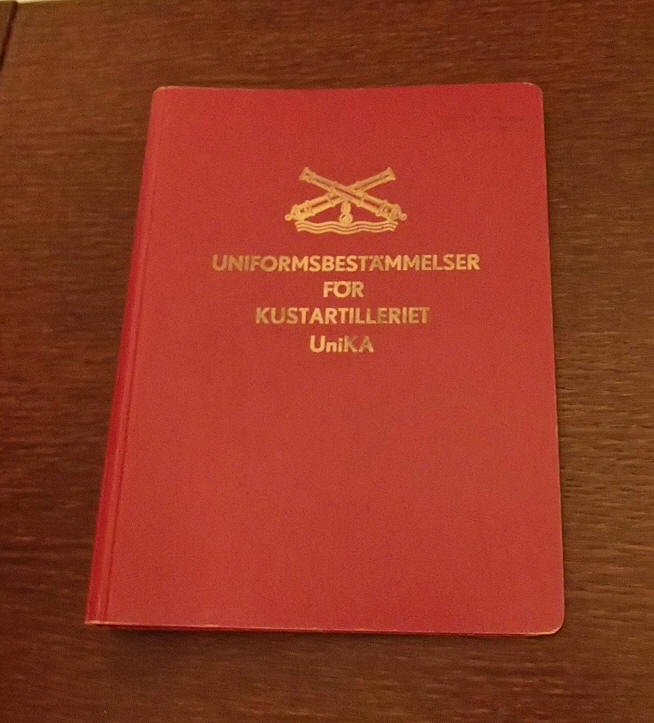 UNIFORMSBESTÄMMELSER
FÖR
KUSTARTILLERIET
UniKA